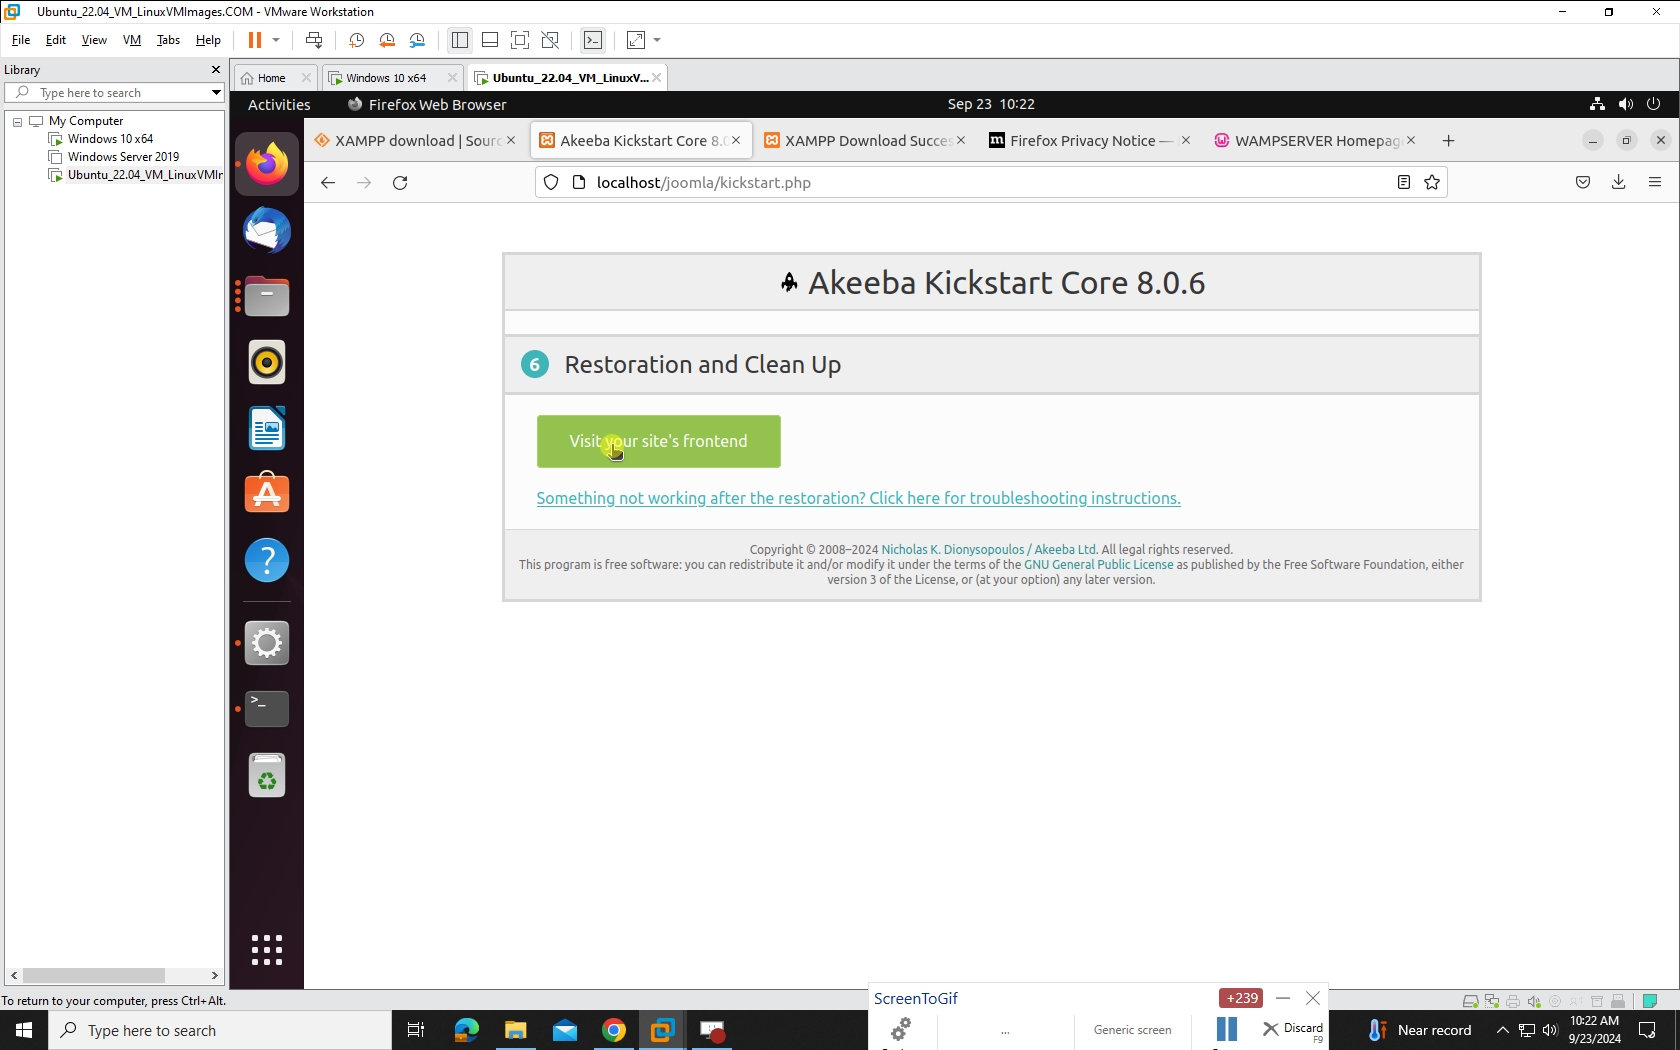 Ubuntu_22.04_VM_LinuxVMImages.COM - VMware Workstation
File Edit View VM Tabs Help
Library
Type here to search
My Computer
Windows 10 x64
Windows Server 2019
Ubuntu_22.04_VM_LinuxVMIr
Home
Windows 10 x64
Ubuntu_22.04_VM_LinuxV...
Activities
Firefox Web Browser
Sep 23 10:22
XAMPP download | Sourc
Akeeba Kickstart Core 8.0
XAMPP Download Succes
Firefox Privacy Notice —
WAMPSERVER Homepag
localhost/joomla/kickstart.php
Akeeba Kickstart Core 8.0.6
6 Restoration and Clean Up
Visit your site's frontend
Something not working after the restoration? Click here for troubleshooting instructions.
Copyright © 2008–2024 Nicholas K. Dionysopoulos / Akeeba Ltd. All legal rights reserved.
This program is free software: you can redistribute it and/or modify it under the terms of the GNU General Public License as published by the Free Software Foundation, either
version 3 of the License, or (at your option) any later version.
To return to your computer, press Ctrl+Alt.
ScreenToGif
+239
...
Generic screen
Discard
F9
Type here to search
Near record
10:22 AM
9/23/2024